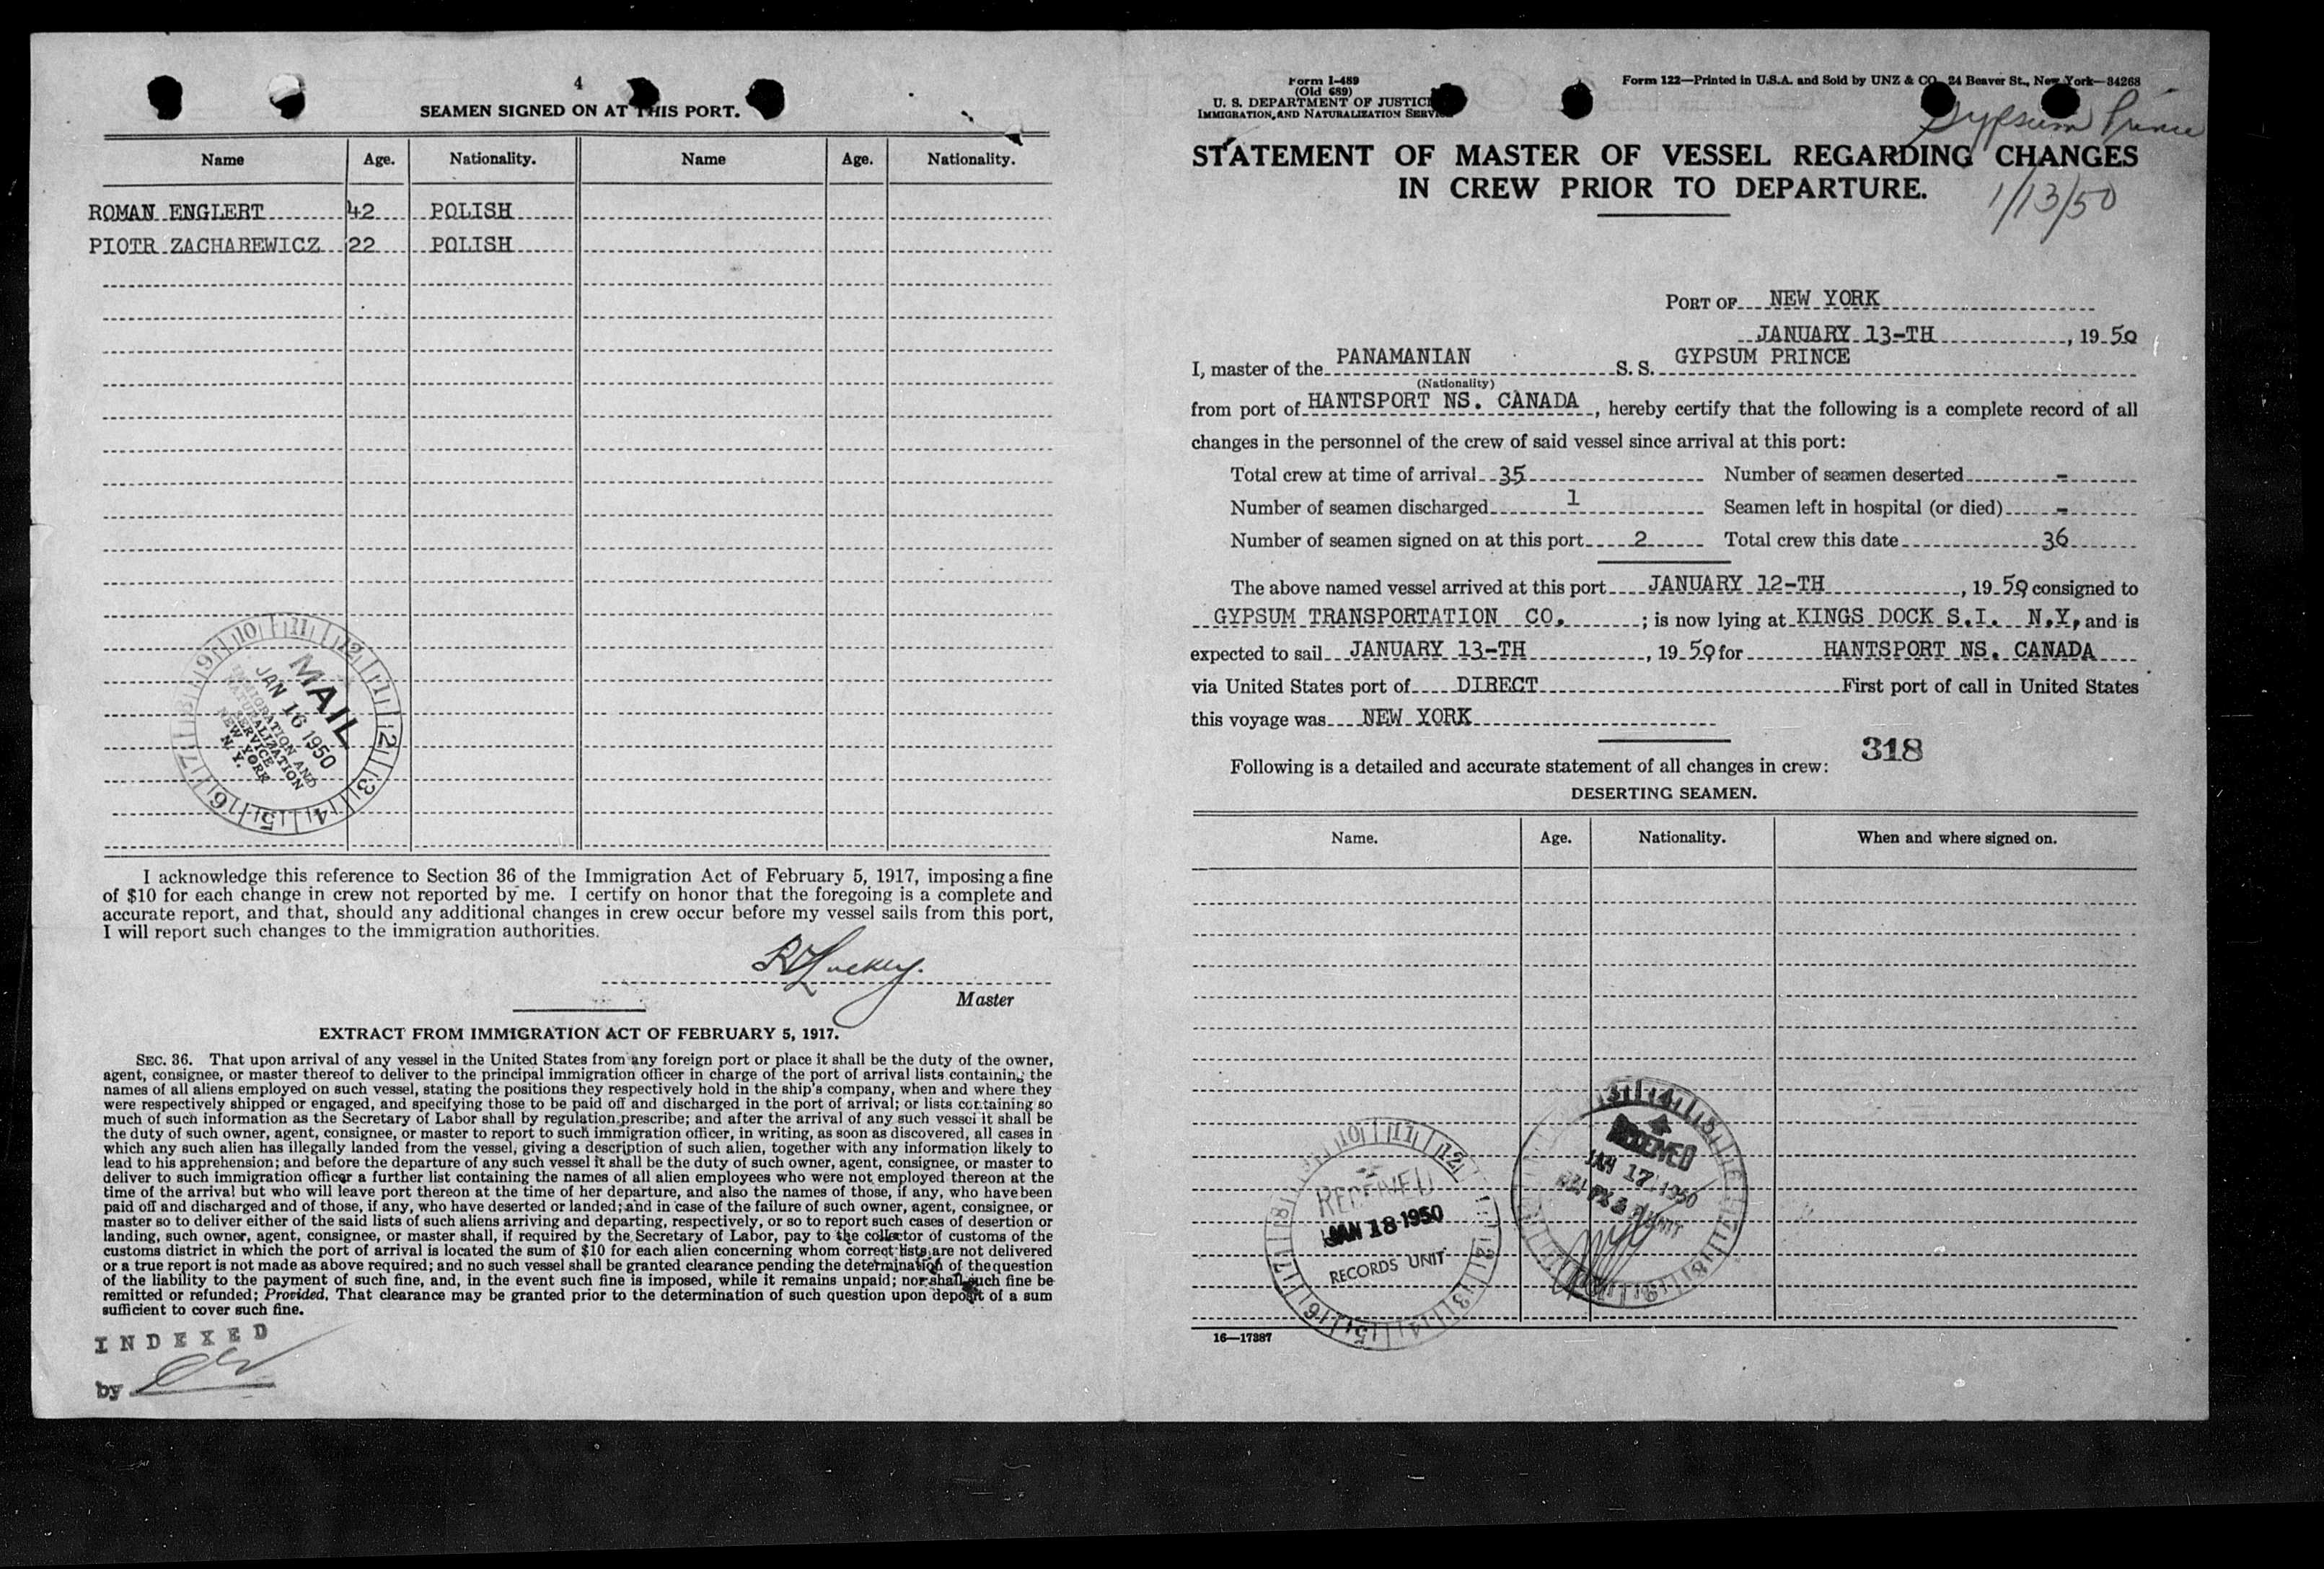 4
SEAMEN SIGNED ON AT THIS PORT.
Name Age. Nationality. Name Age. Nationality.
ROMAN ENGLERT 42 POLISH
PIOTR ZACHAREWICZ 22 POLISH
MAIL
JAN 16 1950
IMMIGRATION AND
NATURALIZATION
SERVICE
NEW YORK
N. Y.
I acknowledge this reference to Section 36 of the Immigration Act of February 5, 1917, imposing a fine
of $10 for each change in crew not reported by me. I certify on honor that the foregoing is a complete and
accurate report, and that, should any additional changes in crew occur before my vessel sails from this port,
I will report such changes to the immigration authorities.
Master
EXTRACT FROM IMMIGRATION ACT OF FEBRUARY 5, 1917.
SEC. 36. That upon arrival of any vessel in the United States from any foreign port or place it shall be the duty of the owner,
agent, consignee, or master thereof to deliver to the principal immigration officer in charge of the port of arrival lists containing the
names of all aliens employed on such vessel, stating the positions they respectively hold in the ship's company, when and where they
were respectively shipped or engaged, and specifying those to be paid off and discharged in the port of arrival; or lists containing so
much of such information as the Secretary of Labor shall by regulation prescribe; and after the arrival of any such vessel it shall be
the duty of such owner, agent, consignee, or master to report to such immigration officer, in writing, as soon as discovered, all cases in
which any such alien has illegally landed from the vessel, giving a description of such alien, together with any information likely to
lead to his apprehension; and before the departure of any such vessel it shall be the duty of such owner, agent, consignee, or master to
deliver to such immigration officer a further list containing the names of all alien employees who were not employed thereon at the
time of the arrival but who will leave port thereon at the time of her departure, and also the names of those, if any, who have been
paid off and discharged and of those, if any, who have deserted or landed; and in case of the failure of such owner, agent, consignee, or
master so to deliver either of the said lists of such aliens arriving and departing, respectively, or so to report such cases of desertion or
landing, such owner, agent, consignee, or master shall, if required by the Secretary of Labor, pay to the collector of customs of the
customs district in which the port of arrival is located the sum of $10 for each alien concerning whom correct lists are not delivered
or a true report is not made as above required; and no such vessel shall be granted clearance pending the determination of the question
of the liability to the payment of such fine, and, in the event such fine is imposed, while it remains unpaid; nor shall such fine be
remitted or refunded; Provided, That clearance may be granted prior to the determination of such question upon deposit of a sum
sufficient to cover such fine.
INDEXED
by
Form I-489
(Old 689)
U. S. DEPARTMENT OF JUSTICE
IMMIGRATION AND NATURALIZATION SERVICE
Form 122—Printed in U.S.A. and Sold by UNZ & CO., 24 Beaver St., New York—34268
Gypsum Prince
STATEMENT OF MASTER OF VESSEL REGARDING CHANGES
IN CREW PRIOR TO DEPARTURE.
1/13/50
PORT OF NEW YORK
JANUARY 13-TH, 1950
I, master of the PANAMANIAN S. S. GYPSUM PRINCE
(Nationality)
from port of HANTSPORT NS. CANADA, hereby certify that the following is a complete record of all
changes in the personnel of the crew of said vessel since arrival at this port:
Total crew at time of arrival 35 Number of seamen deserted -
Number of seamen discharged 1 Seamen left in hospital (or died) -
Number of seamen signed on at this port 2 Total crew this date 36
The above named vessel arrived at this port JANUARY 12-TH, 1950 consigned to
GYPSUM TRANSPORTATION CO. ; is now lying at KINGS DOCK S.I. N.Y, and is
expected to sail JANUARY 13-TH, 1950 for HANTSPORT NS. CANADA
via United States port of DIRECT First port of call in United States
this voyage was NEW YORK
318
Following is a detailed and accurate statement of all changes in crew:
DESERTING SEAMEN.
Name. Age. Nationality. When and where signed on.
RECEIVED
JAN 18 1950
RECORDS UNIT
RECEIVED
JAN 17 1950
16—17387